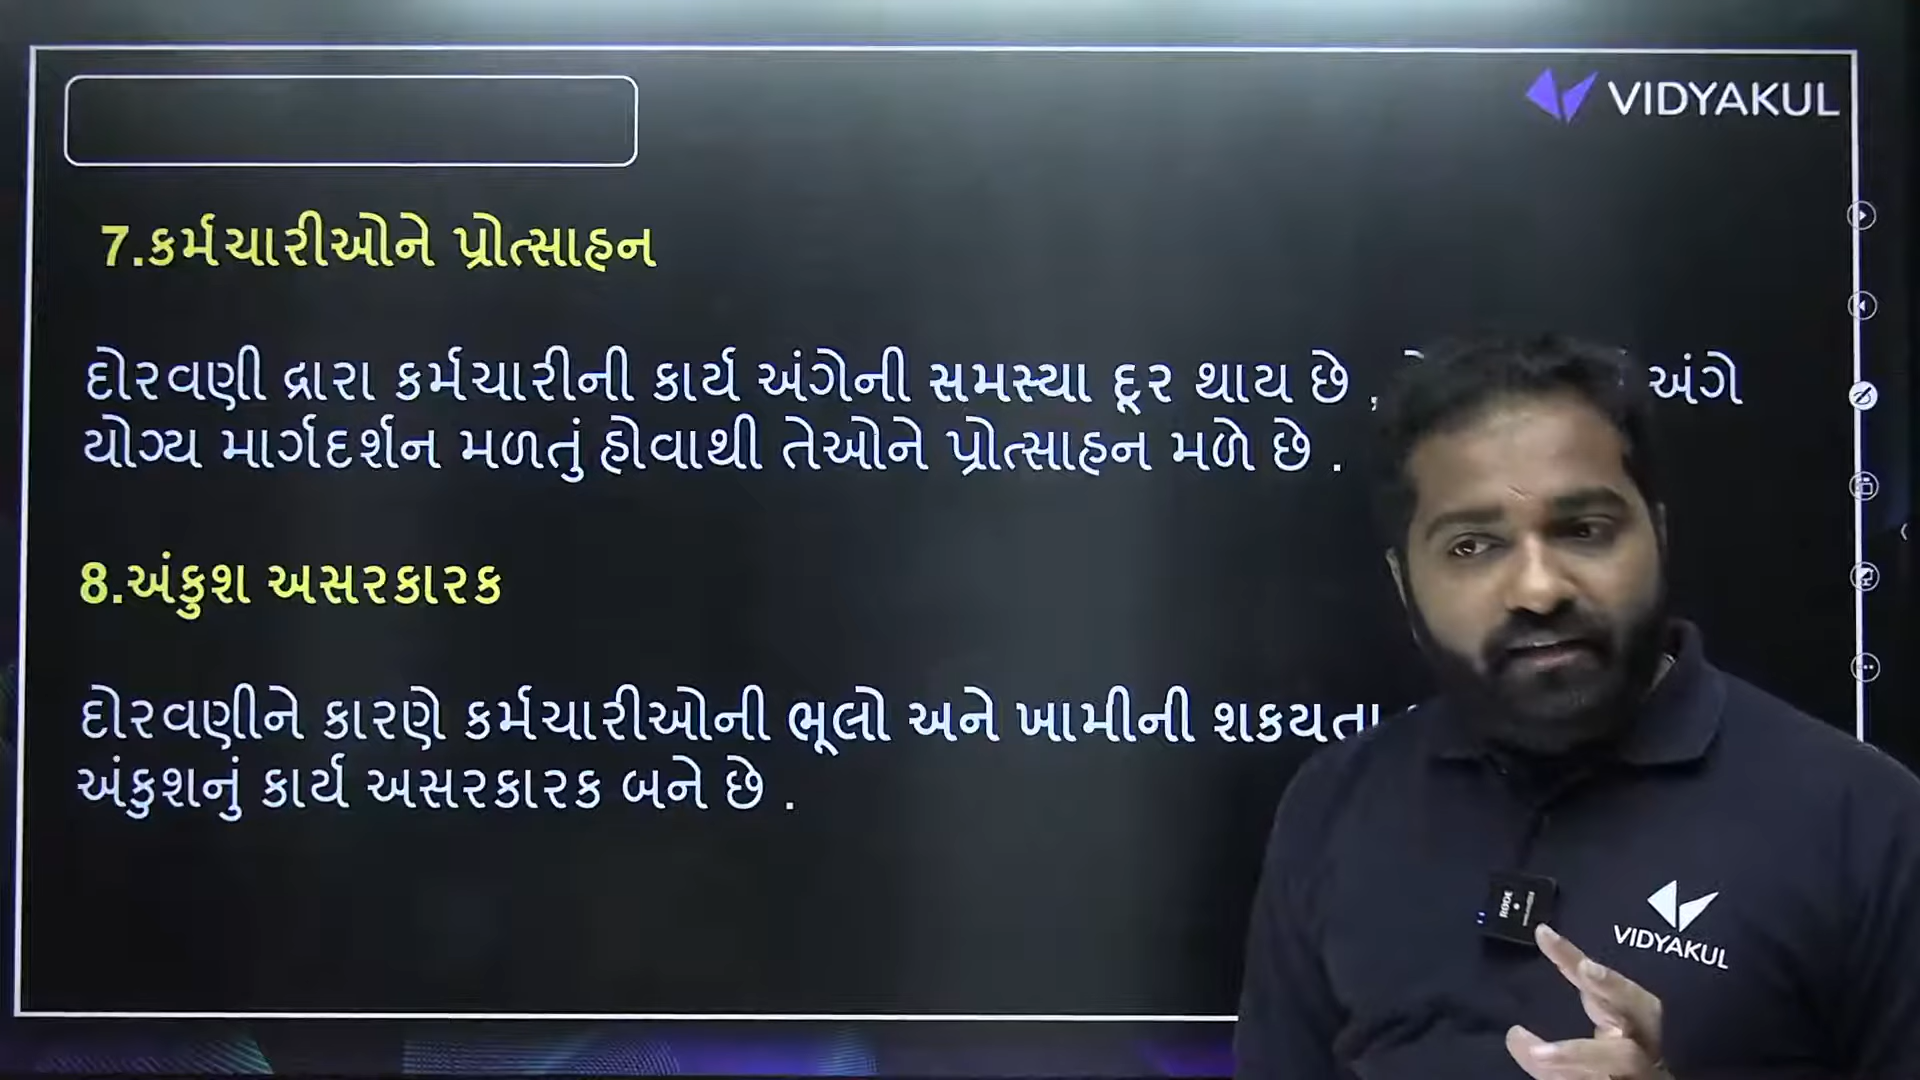 VIDYAKUL
7.કર્મચારીઓને પ્રોત્સાહન
દોરવણી દ્રારા કર્મચારીની કાર્ય અંગેની સમસ્યા દૂર થાય છે , અંગે
યોગ્ય માર્ગદર્શન મળતું હોવાથી તેઓને પ્રોત્સાહન મળે છે .
8.અંકુશ અસરકારક
દોરવણીને કારણે કર્મચારીઓની ભૂલો અને ખામીની શકયતા
અંકુશનું કાર્ય અસરકારક બને છે .
RODE
VIDYAKUL